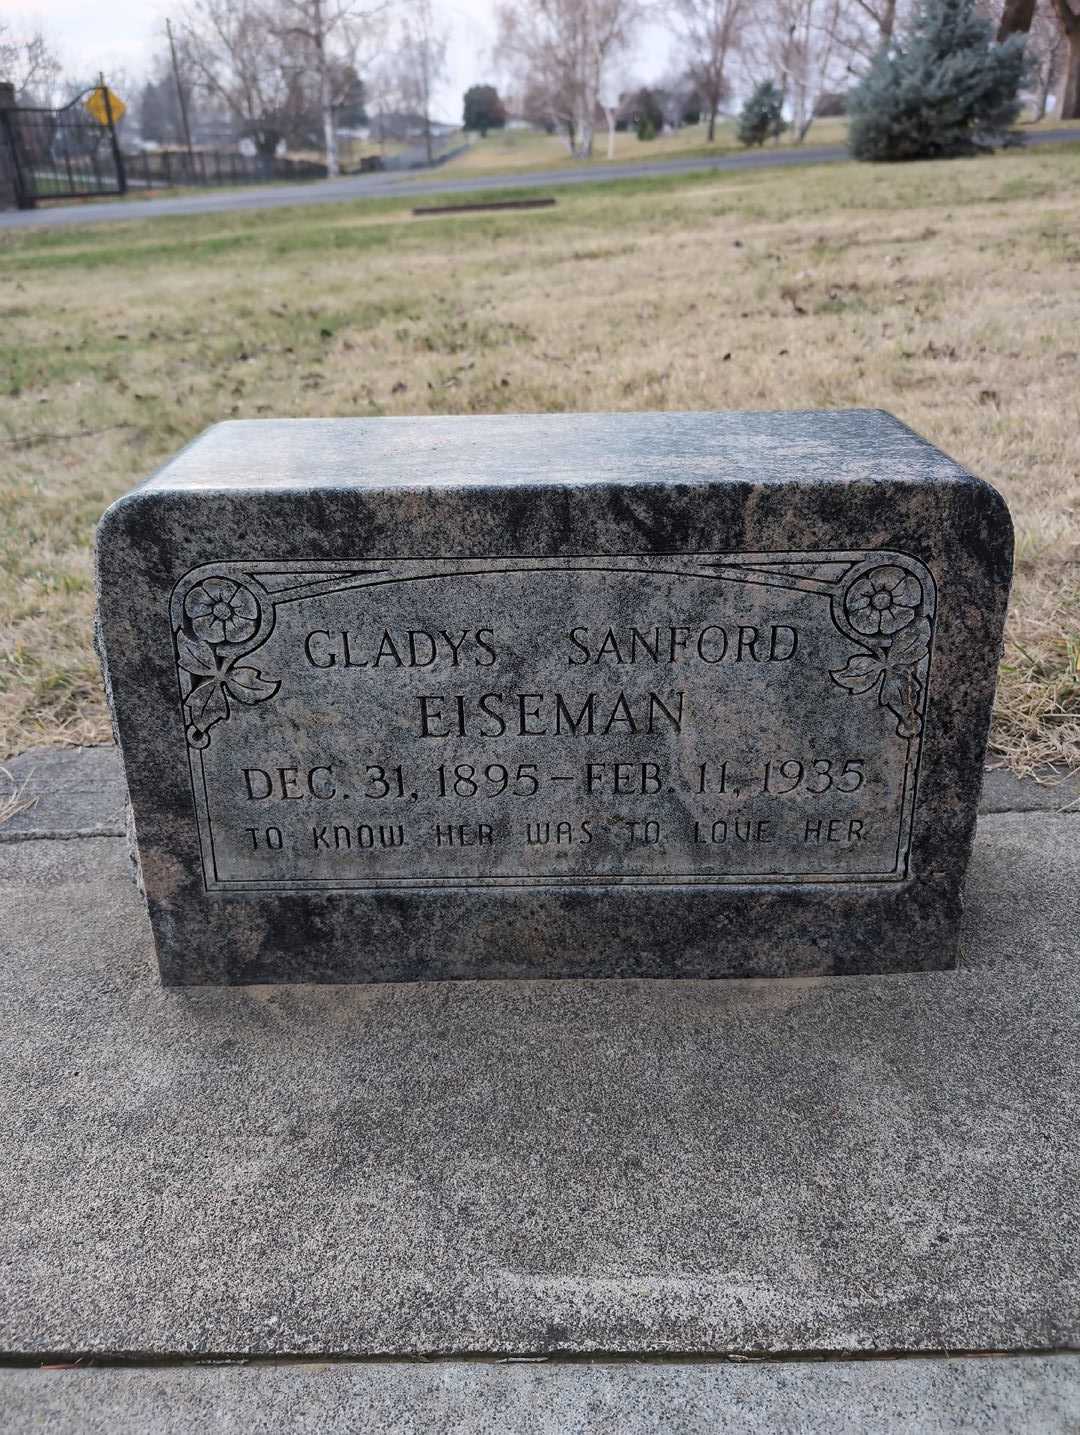 GLADYS SANFORD
EISEMAN
DEC. 31, 1895 – FEB. 11, 1935
TO KNOW HER WAS TO LOVE HER